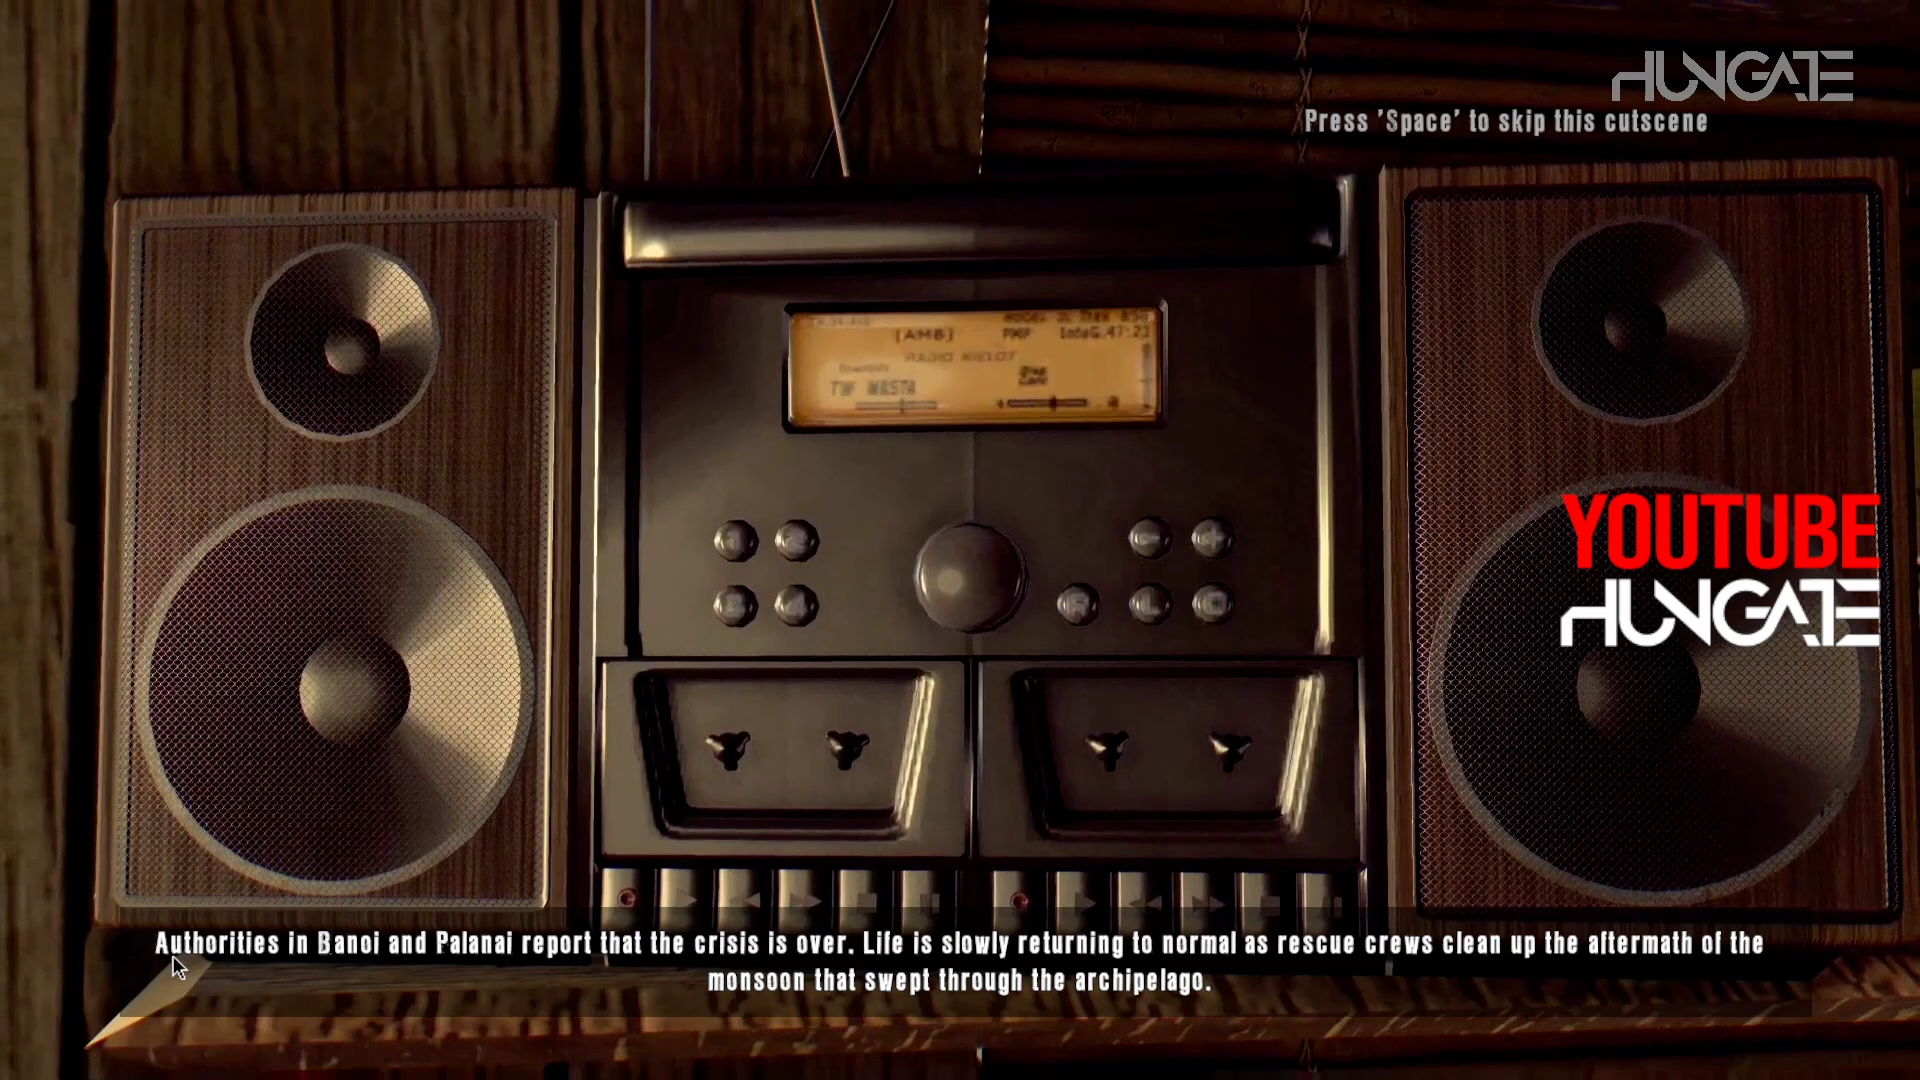 HUNGATE
Press 'Space' to skip this cutscene
[AMB]
RADIO
TW
YOUTUBE
HUNGATE
Authorities in Banoi and Palanai report that the crisis is over. Life is slowly returning to normal as rescue crews clean up the aftermath of the
monsoon that swept through the archipelago.